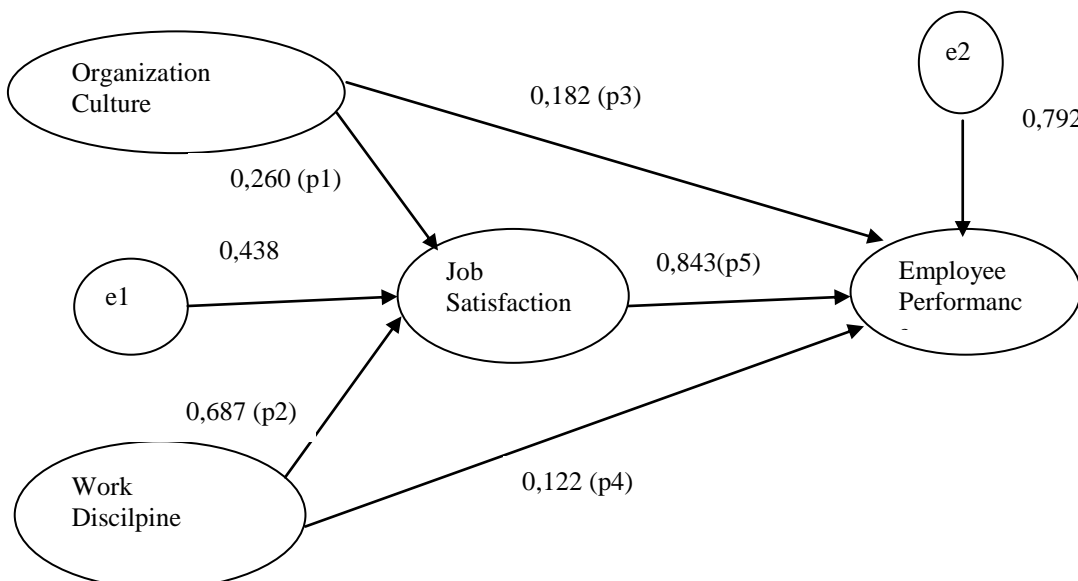 Organization
Culture
e2
0,182 (p3)
0,792
0,260 (p1)
0,438
e1
Job
Satisfaction
0,843(p5)
Employee
Performanc
0,687 (p2)
Work
Discilpine
0,122 (p4)